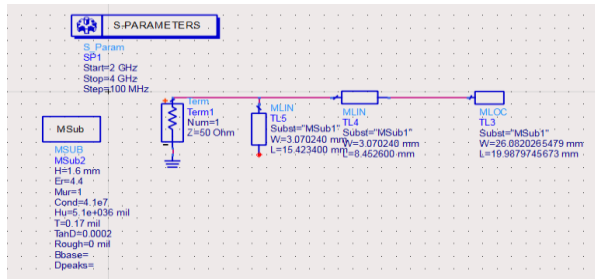 S-PARAMETERS
S_Param
SP1
Start=2 GHz
Stop=4 GHz
Step=100 MHz
Term
Term1
Num=1
Z=50 Ohm
MLIN
TL5
Subst="MSub1"
W=3.070240 mm
L=15.423400 mm
MLIN
TL4
Subst="MSub1"
W=3.070240 mm
L=8.452600 mm
MLOC
TL3
Subst="MSub1"
W=26.0820265479 mm
L=19.9879745673 mm
MSub
MSUB
MSub2
H=1.6 mm
Er=4.4
Mur=1
Cond=4.1e7
Hu=5.1e+036 mil
T=0.17 mil
TanD=0.0002
Rough=0 mil
Bbase=
Dpeaks=